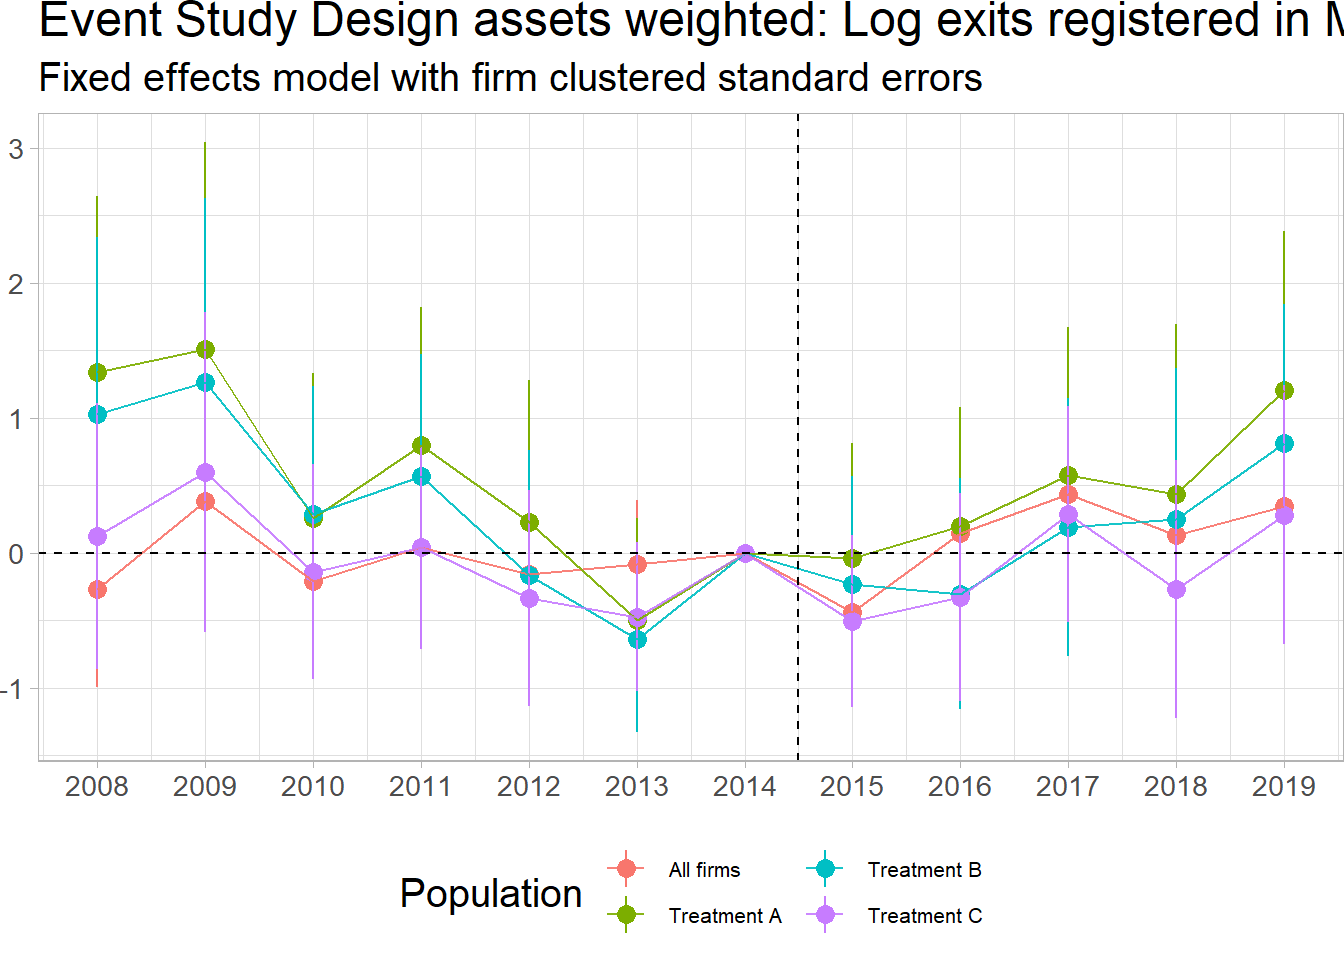 Event Study Design assets weighted: Log exits registered in M
Fixed effects model with firm clustered standard errors
3
2
1
0
-1
2008 2009 2010 2011 2012 2013 2014 2015 2016 2017 2018 2019
Population
All firms
Treatment A
Treatment B
Treatment C